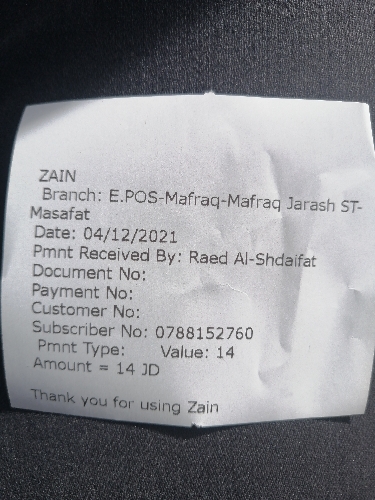 ZAIN
Branch: E.POS-Mafraq-Mafraq Jarash ST-
Masafat
Date: 04/12/2021
Pmnt Received By: Raed Al-Shdaifat
Document No:
Payment No:
Customer No:
Subscriber No: 0788152760
Pmnt Type: Value: 14
Amount = 14 JD
Thank you for using Zain